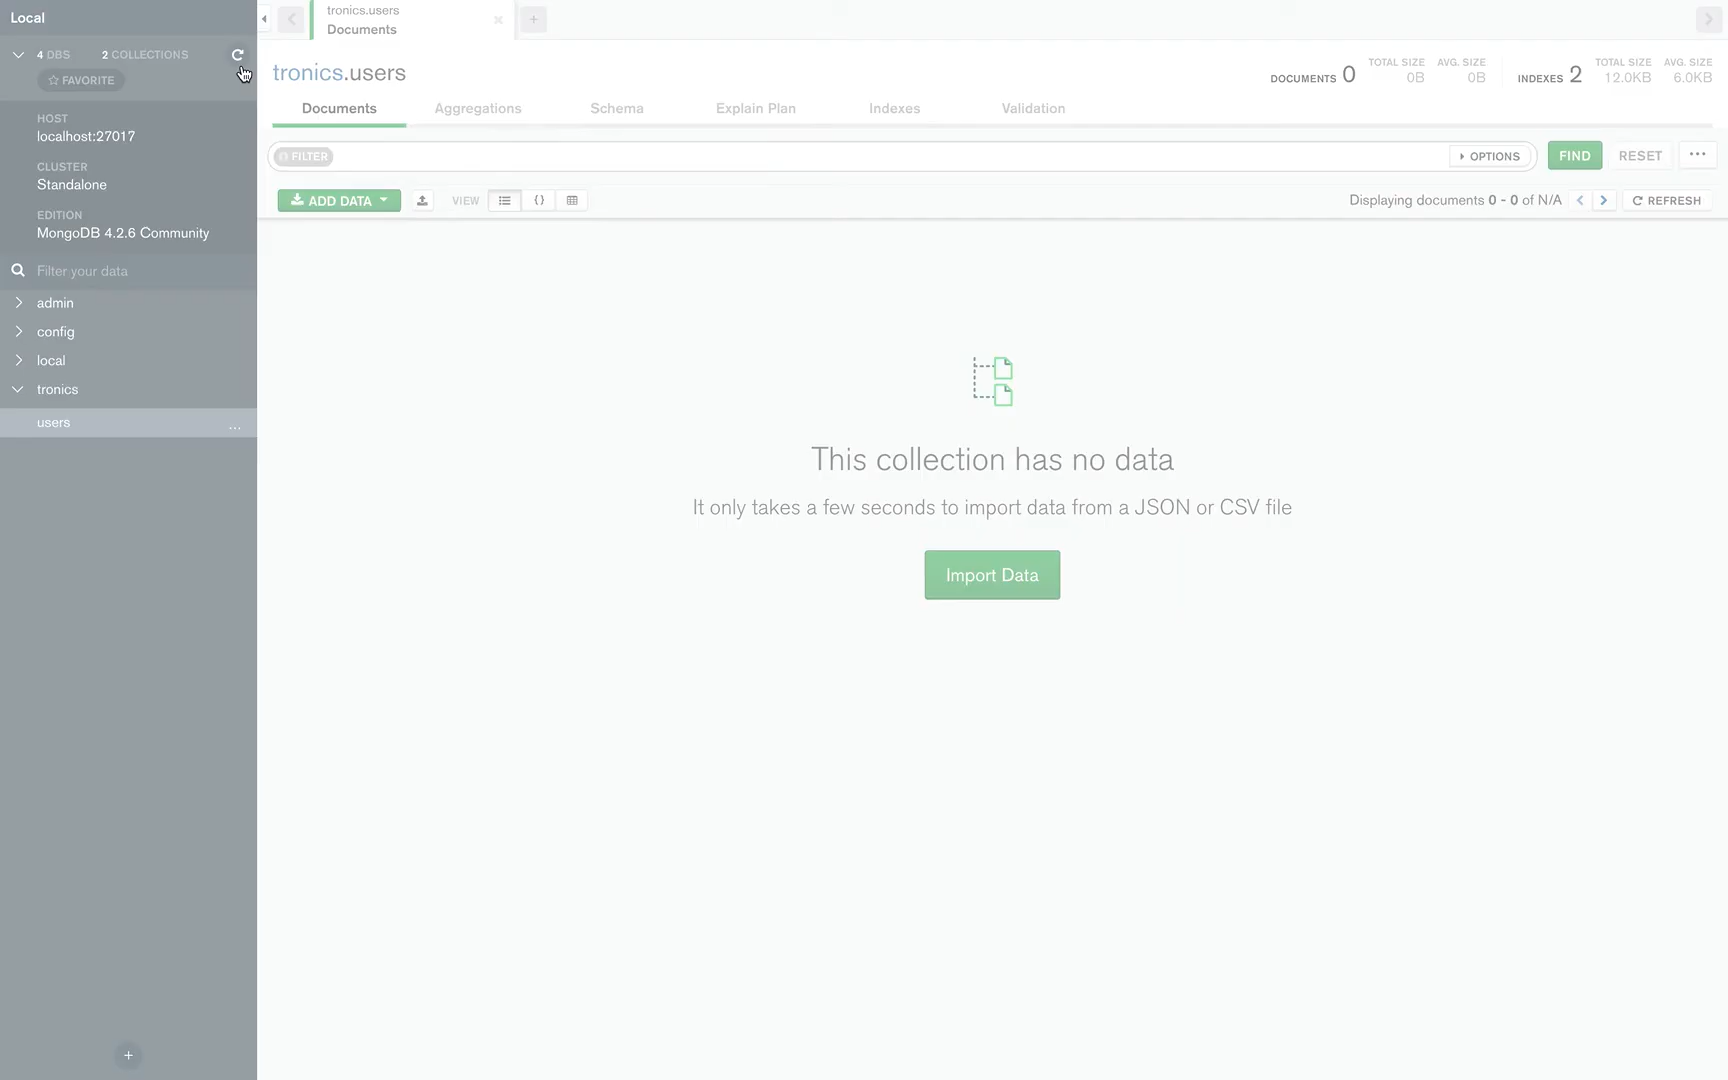 Local
4 DBS 2 COLLECTIONS
FAVORITE
HOST
localhost:27017
CLUSTER
Standalone
EDITION
MongoDB 4.2.6 Community
Filter your data
admin
config
local
tronics
users ...
tronics.users
Documents
tronics.users
DOCUMENTS 0 TOTAL SIZE 0B AVG. SIZE 0B INDEXES 2 TOTAL SIZE 12.0KB AVG. SIZE 6.0KB
Documents Aggregations Schema Explain Plan Indexes Validation
FILTER OPTIONS FIND RESET ...
ADD DATA VIEW {} Displaying documents 0 - 0 of N/A REFRESH
This collection has no data
It only takes a few seconds to import data from a JSON or CSV file
Import Data